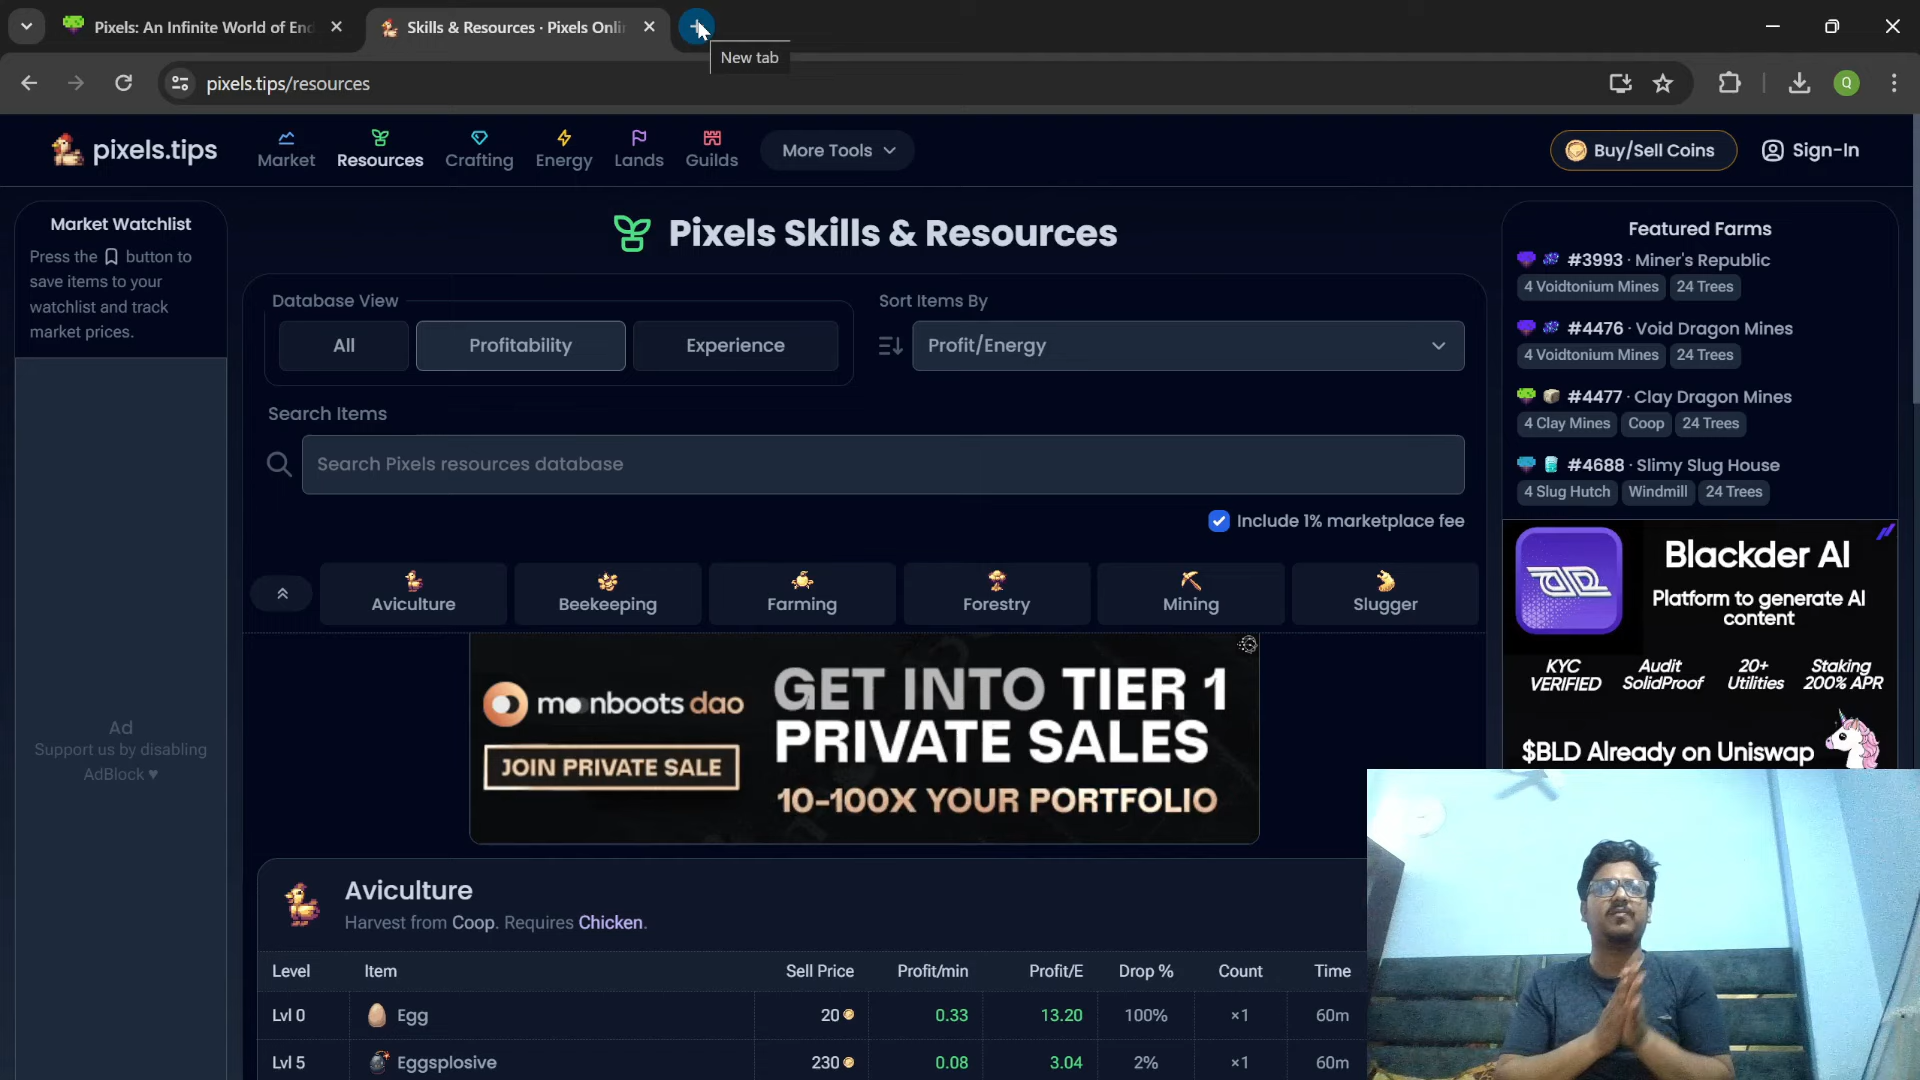 Pixels: An Infinite World of En
Skills & Resources · Pixels Onli
New tab
pixels.tips/resources
Q
pixels.tips
Market
Resources
Crafting
Energy
Lands
Guilds
More Tools
Buy/Sell Coins
Sign-In
Market Watchlist
Press the button to
save items to your
watchlist and track
market prices.
Ad
Support us by disabling
AdBlock ♥
Pixels Skills & Resources
Database View
All
Profitability
Experience
Sort Items By
Profit/Energy
Search Items
Search Pixels resources database
Include 1% marketplace fee
Aviculture
Beekeeping
Farming
Forestry
Mining
Slugger
moonboots dao
JOIN PRIVATE SALE
GET INTO TIER 1
PRIVATE SALES
10-100X YOUR PORTFOLIO
Aviculture
Harvest from Coop. Requires Chicken.
Level Item Sell Price Profit/min Profit/E Drop % Count Time
Lvl 0 Egg 20 0.33 13.20 100% ×1 60m
Lvl 5 Eggsplosive 230 0.08 3.04 2% ×1 60m
Featured Farms
#3993 · Miner's Republic
4 Voidtonium Mines 24 Trees
#4476 · Void Dragon Mines
4 Voidtonium Mines 24 Trees
#4477 · Clay Dragon Mines
4 Clay Mines Coop 24 Trees
#4688 · Slimy Slug House
4 Slug Hutch Windmill 24 Trees
Blackder AI
Platform to generate AI
content
KYC
VERIFIED
Audit
SolidProof
20+
Utilities
Staking
200% APR
$BLD Already on Uniswap